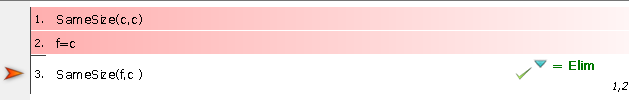 1. SameSize(c,c)
2. f=c
3. SameSize(f,c ) = Elim
1,2